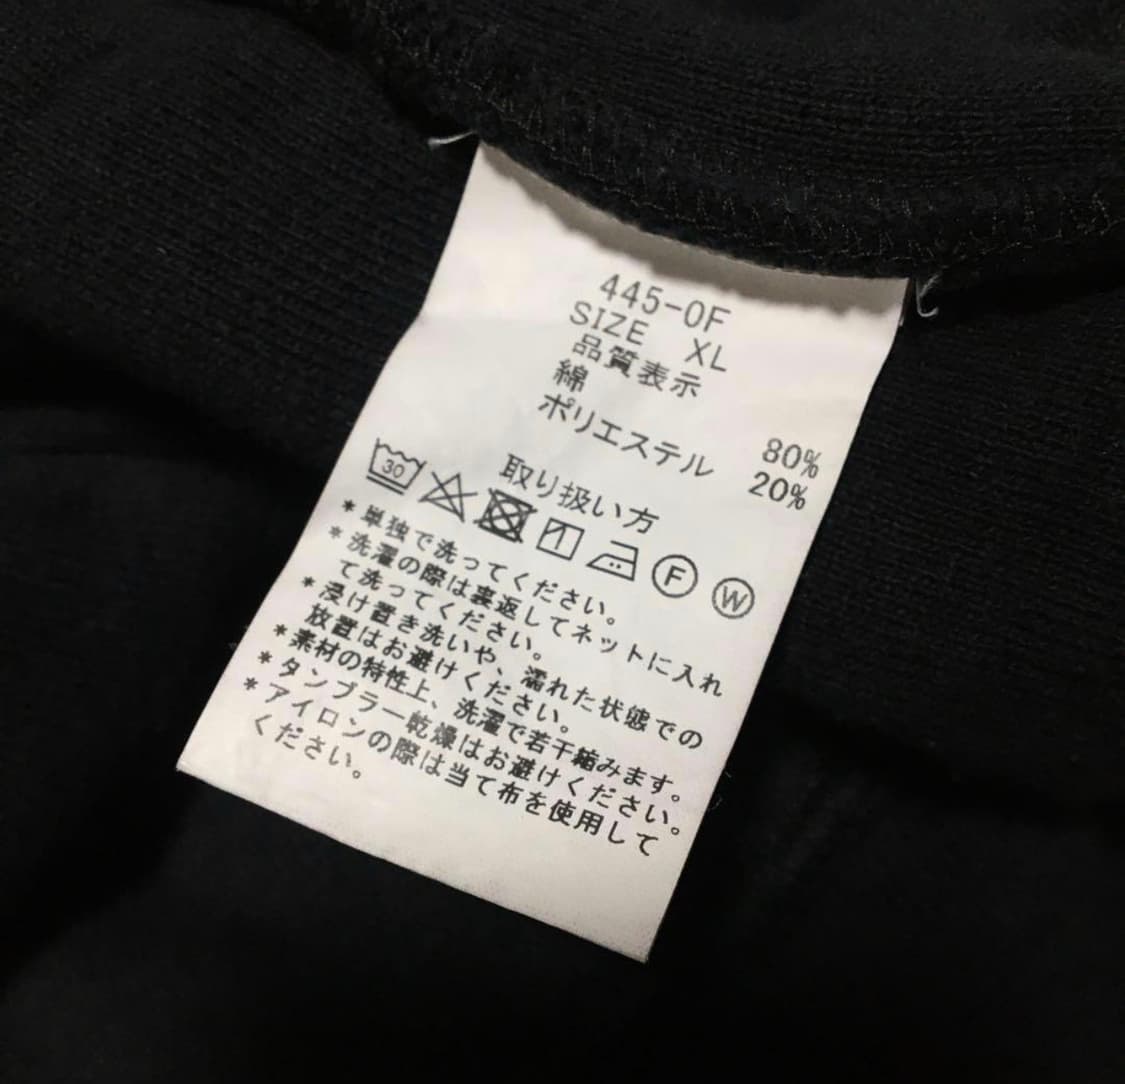 445-0F
SIZE XL
品質表示
綿 80%
ポリエステル 20%
取り扱い方
30 F W
*単独で洗ってください。
*洗濯の際は裏返してネットに入れ
て洗ってください。
*浸け置き洗いや、濡れた状態での
放置はお避けください。
*素材の特性上、洗濯で若干縮みます。
*タンブラー乾燥はお避けください。
*アイロンの際は当て布を使用して
ください。